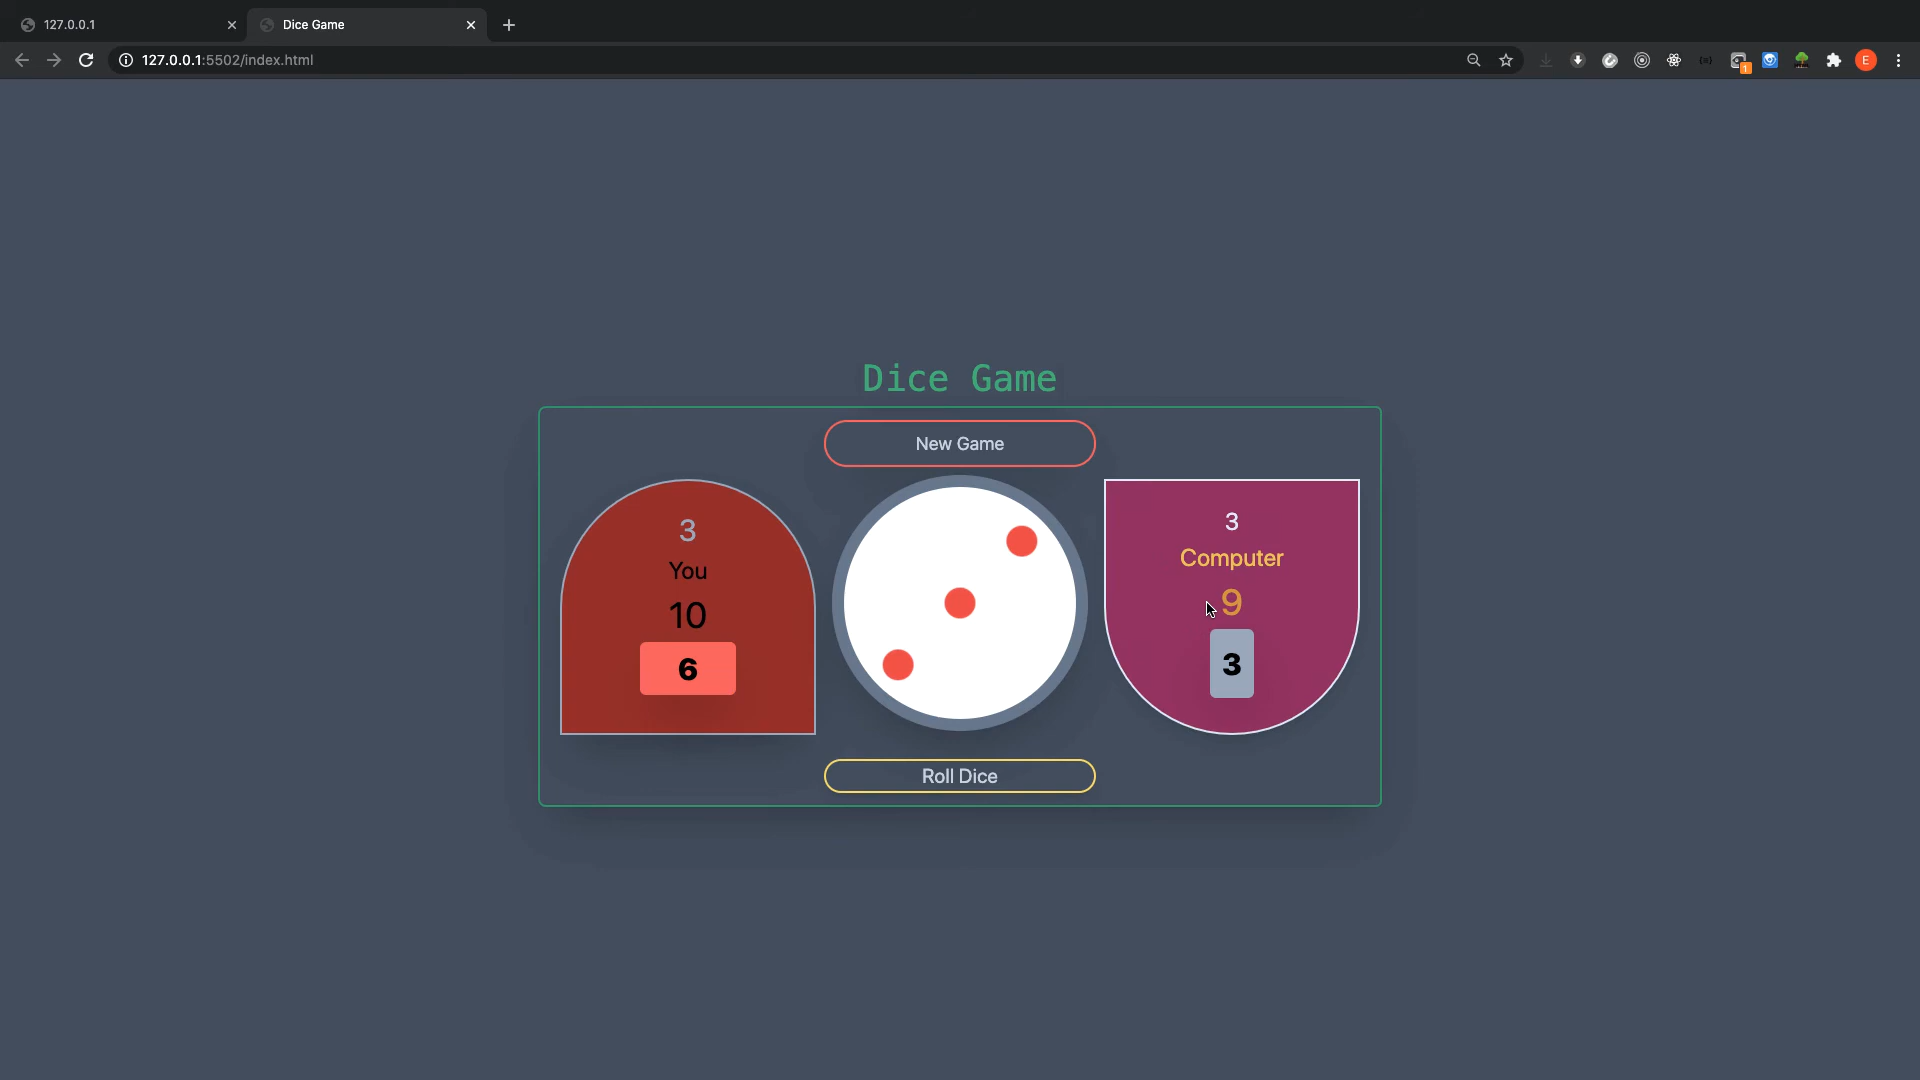 127.0.0.1
Dice Game
127.0.0.1:5502/index.html
E
1
Dice Game
New Game
3
You
10
6
3
Computer
9
3
Roll Dice